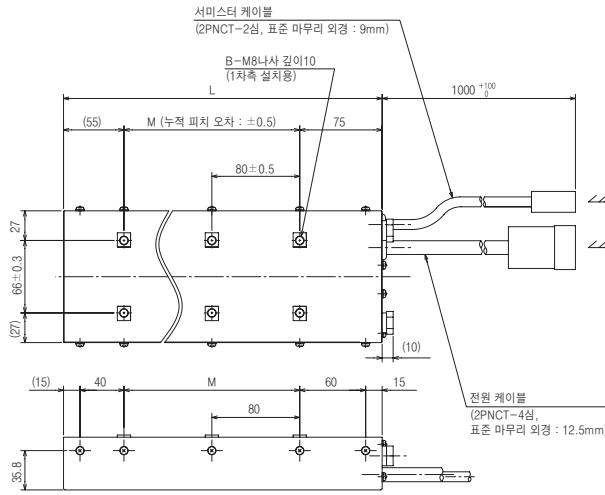 서미스터 케이블
(2PNCT-2심, 표준 마무리 외경 : 9mm)
B-M8나사 깊이10
(1차측 설치용)
L
1000 +100 0
(55)
M (누적 피치 오차 : ±0.5)
75
80±0.5
27
66±0.3
(27)
(10)
(15)
40
M
60
15
80
35.8
전원 케이블
(2PNCT-4심,
표준 마무리 외경 : 12.5mm)